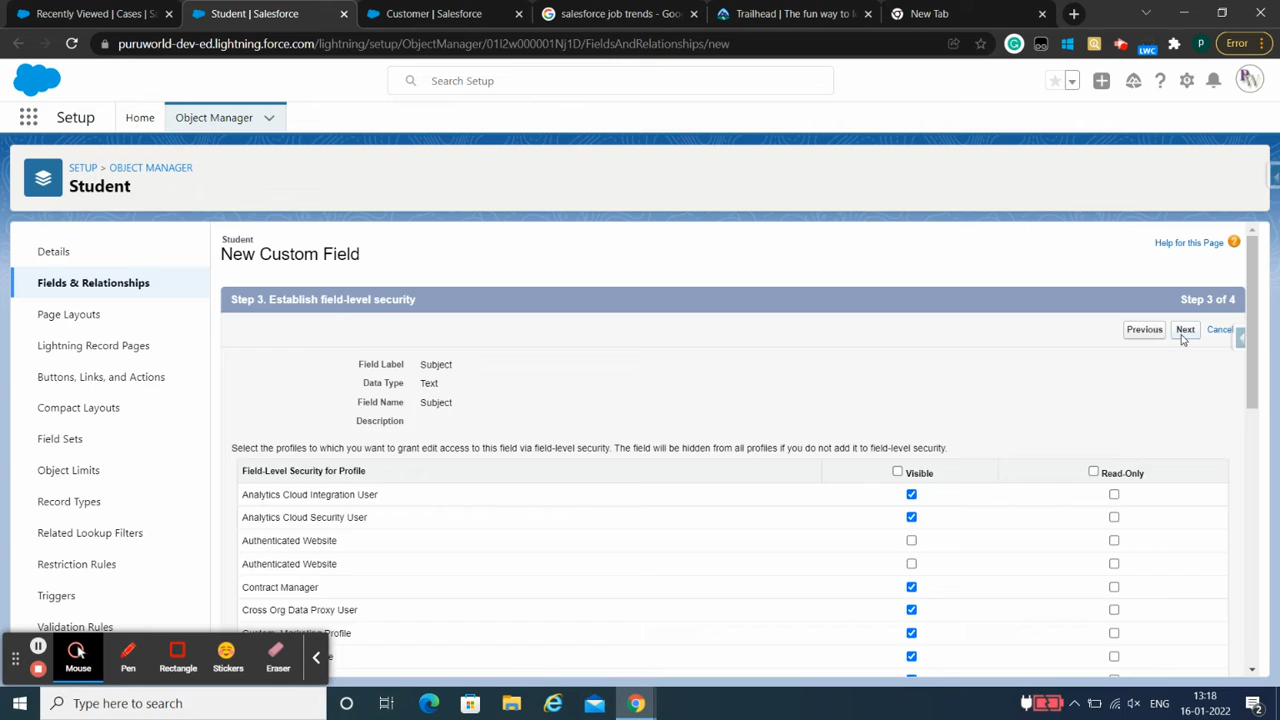 Recently Viewed | Cases | S
Student | Salesforce
Customer | Salesforce
salesforce job trends - Goo
Trailhead | The fun way to l
New Tab
puruworld-dev-ed.lightning.force.com/lightning/setup/ObjectManager/01I2w000001Nj1D/FieldsAndRelationships/new
LWC
P
Error
Search Setup
Setup
Home
Object Manager
SETUP > OBJECT MANAGER
Student
Details
Fields & Relationships
Page Layouts
Lightning Record Pages
Buttons, Links, and Actions
Compact Layouts
Field Sets
Object Limits
Record Types
Related Lookup Filters
Restriction Rules
Triggers
Validation Rules
Student
New Custom Field
Help for this Page
Step 3. Establish field-level security
Step 3 of 4
Previous
Next
Cancel
Field Label Subject
Data Type Text
Field Name Subject
Description
Select the profiles to which you want to grant edit access to this field via field-level security. The field will be hidden from all profiles if you do not add it to field-level security.
Field-Level Security for Profile Visible Read-Only
Analytics Cloud Integration User
Analytics Cloud Security User
Authenticated Website
Authenticated Website
Contract Manager
Cross Org Data Proxy User
Custom: Marketing Profile
Mouse
Pen
Rectangle
Stickers
Eraser
Type here to search
ENG
13:18
16-01-2022
2